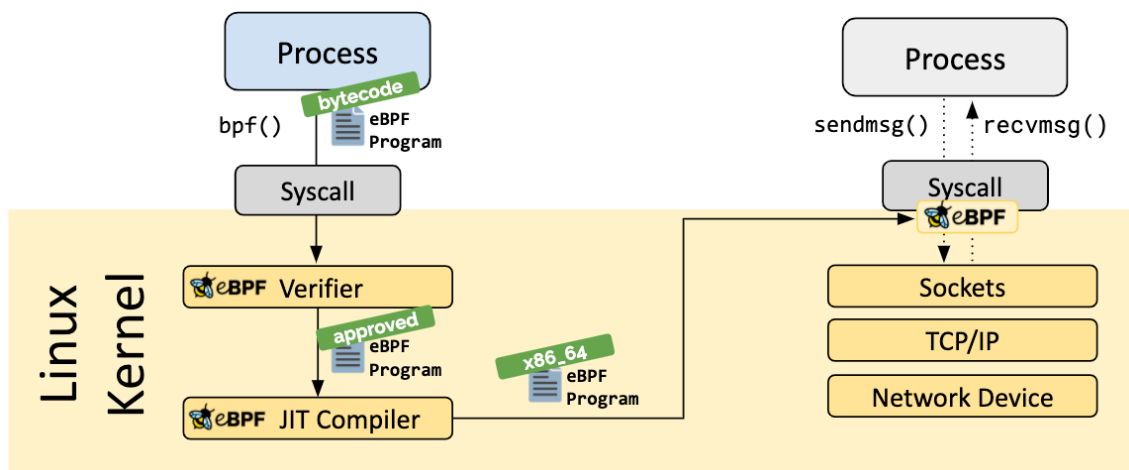 Process
bytecode
bpf()
eBPF
Program
Syscall
eBPF Verifier
approved
eBPF
Program
eBPF JIT Compiler
x86_64
eBPF
Program
Linux
Kernel
Process
sendmsg()
recvmsg()
Syscall
eBPF
Sockets
TCP/IP
Network Device